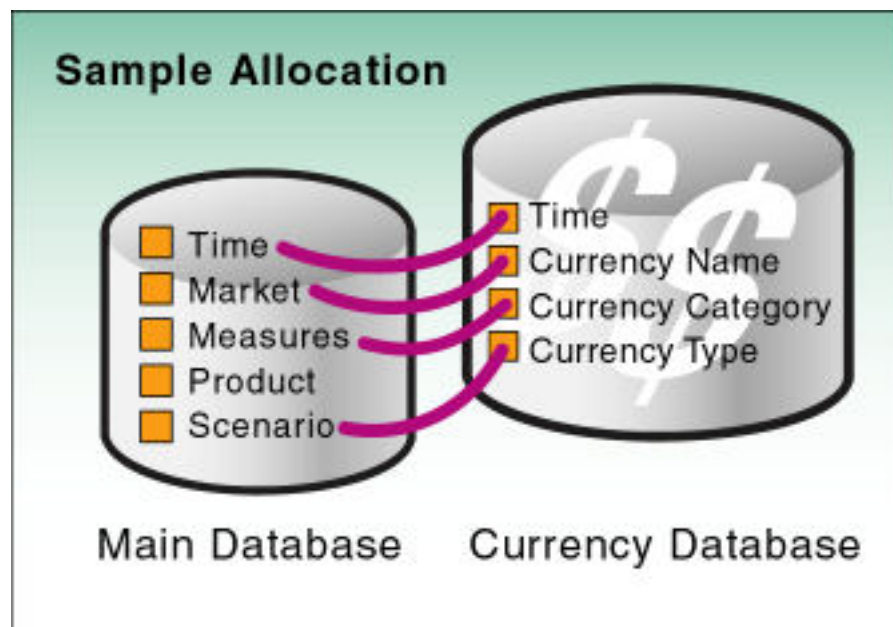 Sample Allocation
Time
Market
Measures
Product
Scenario
$$
Time
Currency Name
Currency Category
Currency Type
Main Database
Currency Database